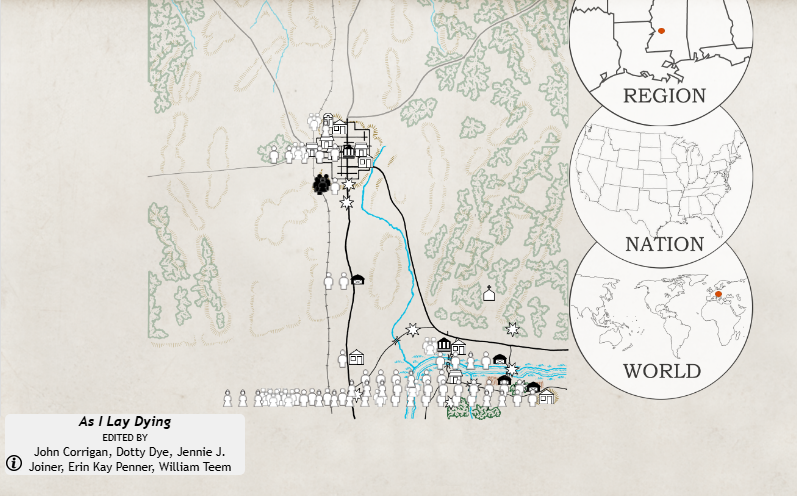 REGION
NATION
WORLD
As I Lay Dying
EDITED BY
John Corrigan, Dotty Dye, Jennie J.
Joiner, Erin Kay Penner, William Teem